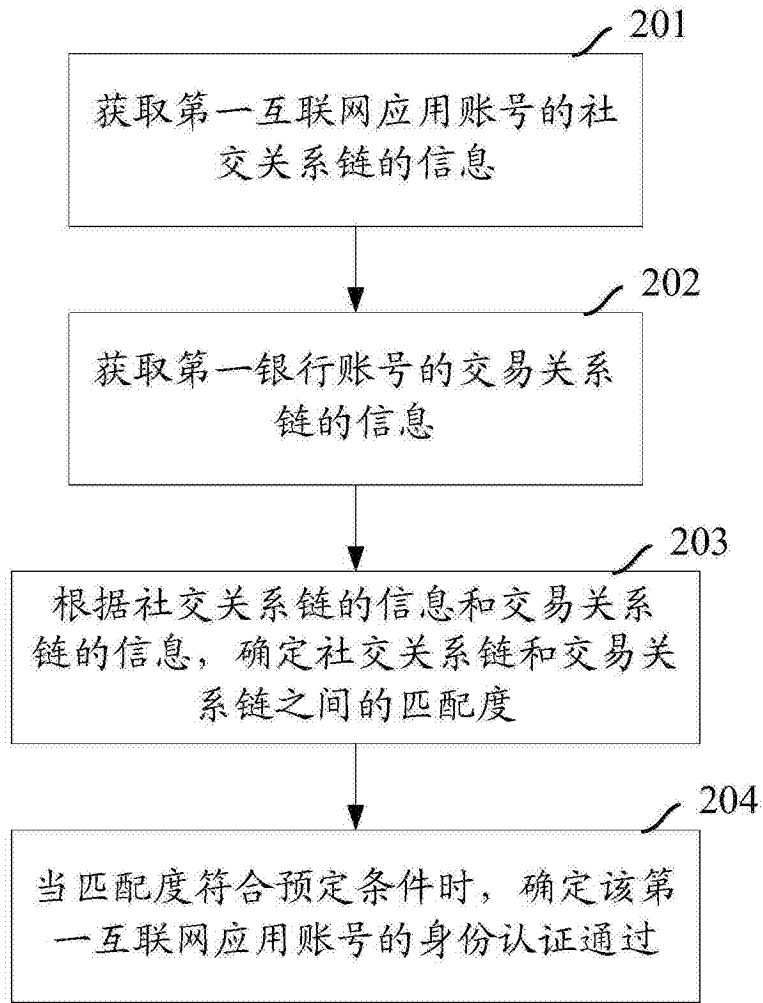 201
获取第一互联网应用账号的社
交关系链的信息
202
获取第一银行账号的交易关系
链的信息
203
根据社交关系链的信息和交易关系
链的信息，确定社交关系链和交易关
系链之间的匹配度
204
当匹配度符合预定条件时，确定该第
一互联网应用账号的身份认证通过